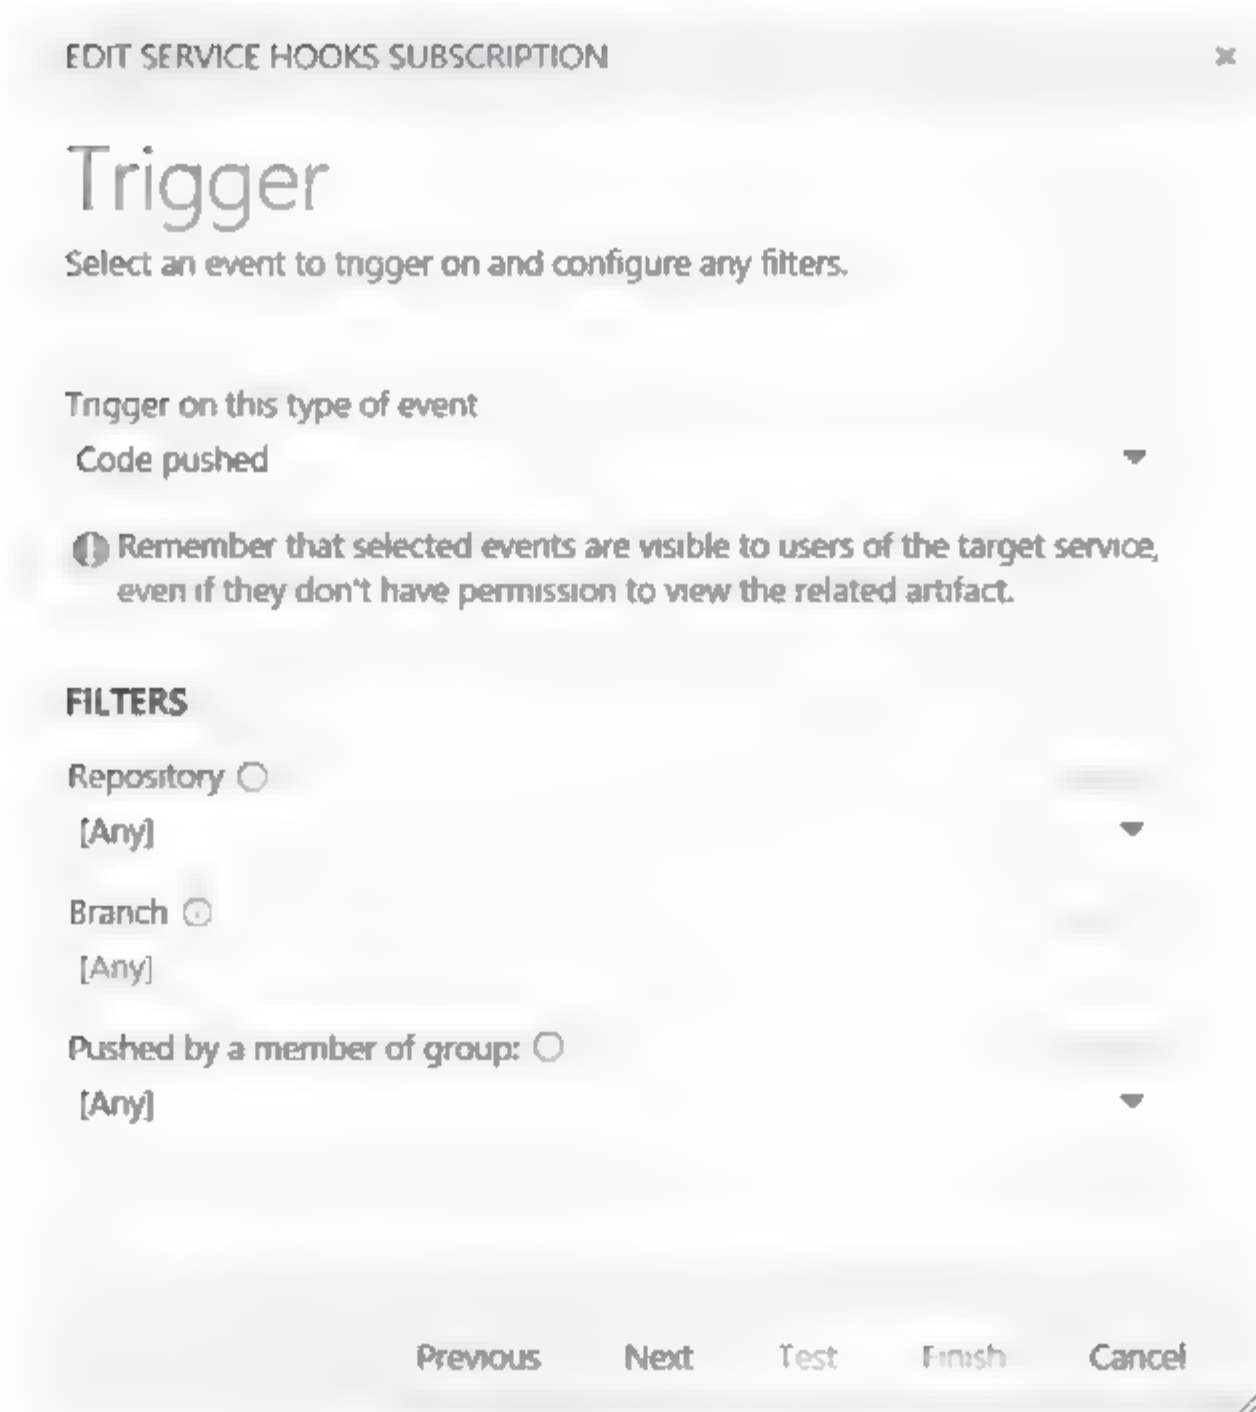 EDIT SERVICE HOOKS SUBSCRIPTION
Trigger
Select an event to trigger on and configure any filters.
Trigger on this type of event
Code pushed
Remember that selected events are visible to users of the target service,
even if they don't have permission to view the related artifact.
FILTERS
Repository
[Any]
Branch
[Any]
Pushed by a member of group:
[Any]
Previous Next Test Finish Cancel